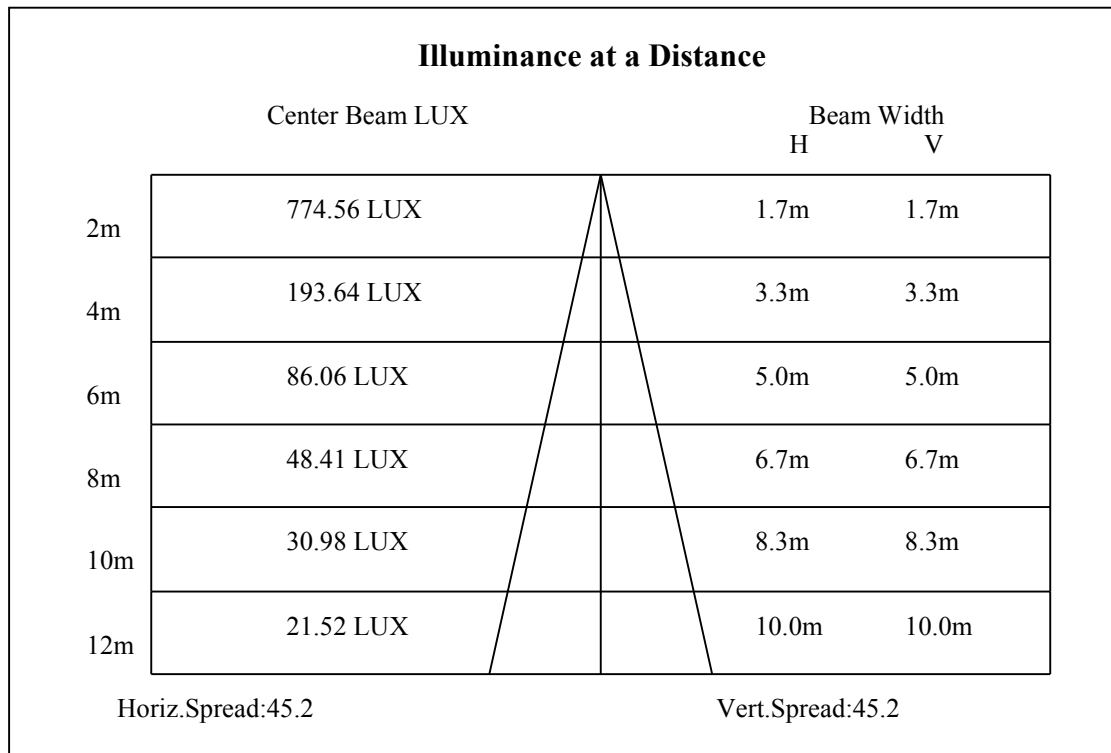 Illuminance at a Distance
Center Beam LUX Beam Width
H V
2m 774.56 LUX 1.7m 1.7m
4m 193.64 LUX 3.3m 3.3m
6m 86.06 LUX 5.0m 5.0m
8m 48.41 LUX 6.7m 6.7m
10m 30.98 LUX 8.3m 8.3m
12m 21.52 LUX 10.0m 10.0m
Horiz.Spread:45.2 Vert.Spread:45.2